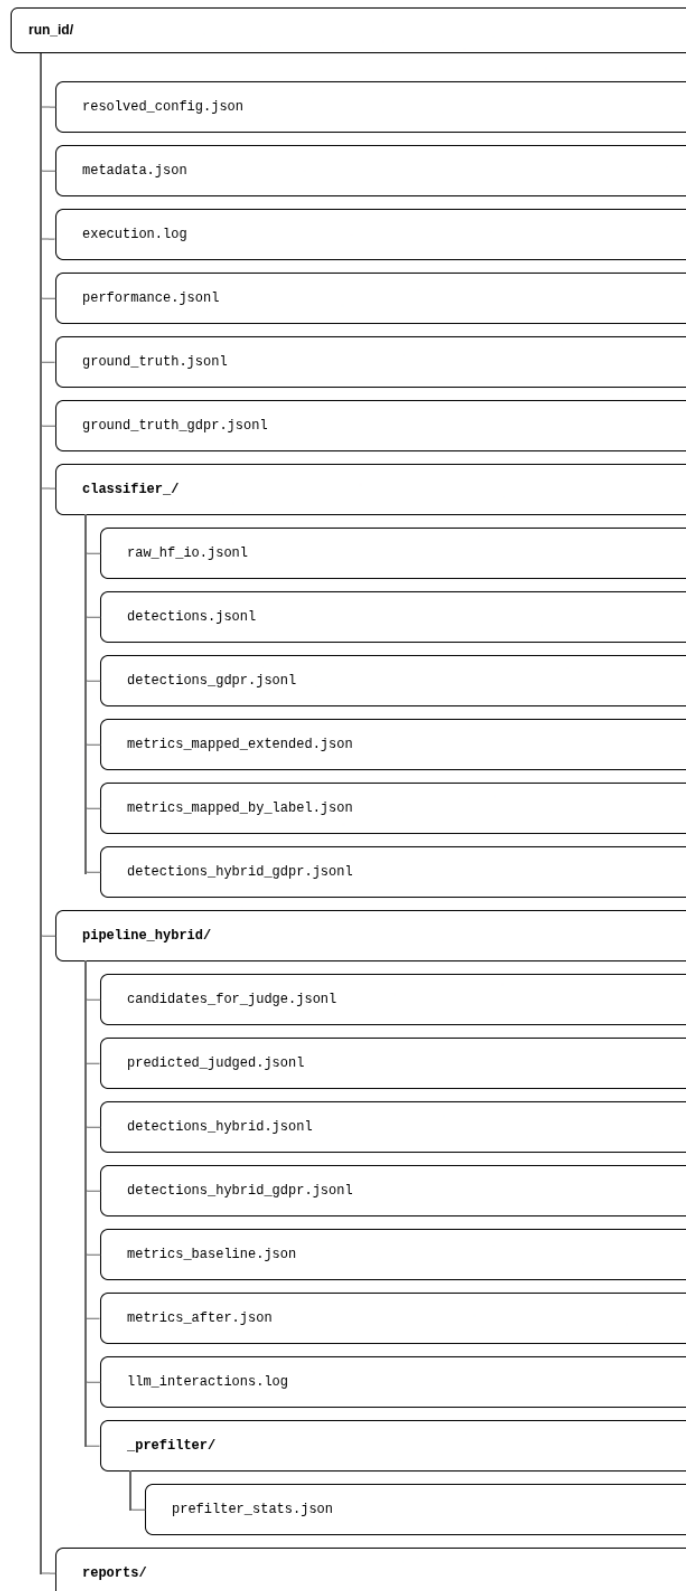 run_id/
resolved_config.json
metadata.json
execution.log
performance.jsonl
ground_truth.jsonl
ground_truth_gdpr.jsonl
classifier_/
raw_hf_io.jsonl
detections.jsonl
detections_gdpr.jsonl
metrics_mapped_extended.json
metrics_mapped_by_label.json
detections_hybrid_gdpr.jsonl
pipeline_hybrid/
candidates_for_judge.jsonl
predicted_judged.jsonl
detections_hybrid.jsonl
detections_hybrid_gdpr.jsonl
metrics_baseline.json
metrics_after.json
llm_interactions.log
_prefilter/
prefilter_stats.json
reports/